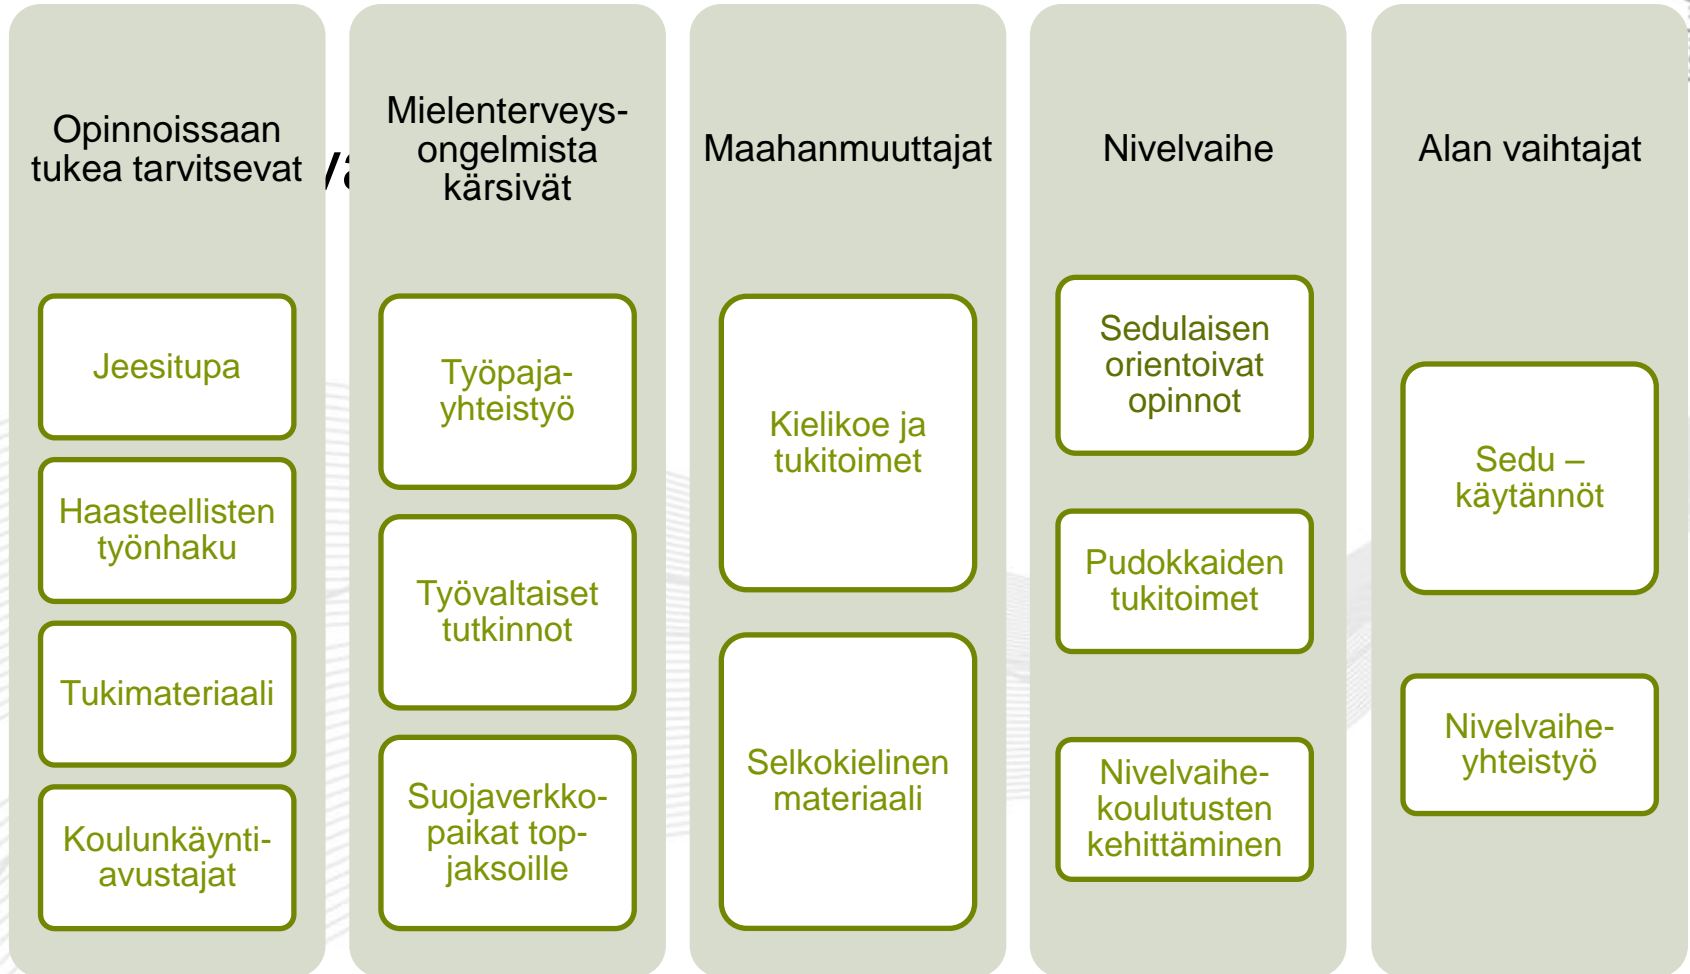 Opinnoissaan
tukea tarvitsevat
Jeesitupa
Haasteellisten
työnhaku
Tukimateriaali
Koulunkäynti-
avustajat
Mielenterveys-
ongelmista
kärsivät
Työpaja-
yhteistyö
Työvaltaiset
tutkinnot
Suojaverkko-
paikat top-
jaksoille
Maahanmuuttajat
Kielikoe ja
tukitoimet
Selkokielinen
materiaali
Nivelvaihe
Sedulaisen
orientoivat
opinnot
Pudokkaiden
tukitoimet
Nivelvaihe-
koulutusten
kehittäminen
Alan vaihtajat
Sedu –
käytännöt
Nivelvaihe-
yhteistyö